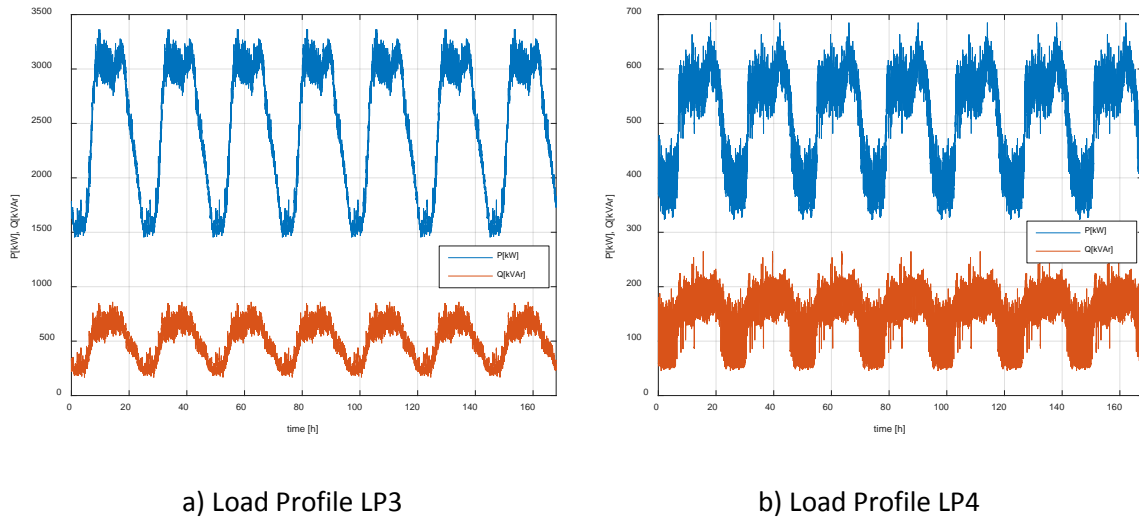 3500
3000
2500
2000
1500
1000
500
0
P[kW], Q[kVAr]
P[kW]
Q[kVAr]
0 20 40 60 80 100 120 140 160
time [h]
a) Load Profile LP3
700
600
500
400
300
200
100
0
P[kW], Q[kVAr]
P[kW]
Q[kVAr]
0 20 40 60 80 100 120 140 160
time [h]
b) Load Profile LP4